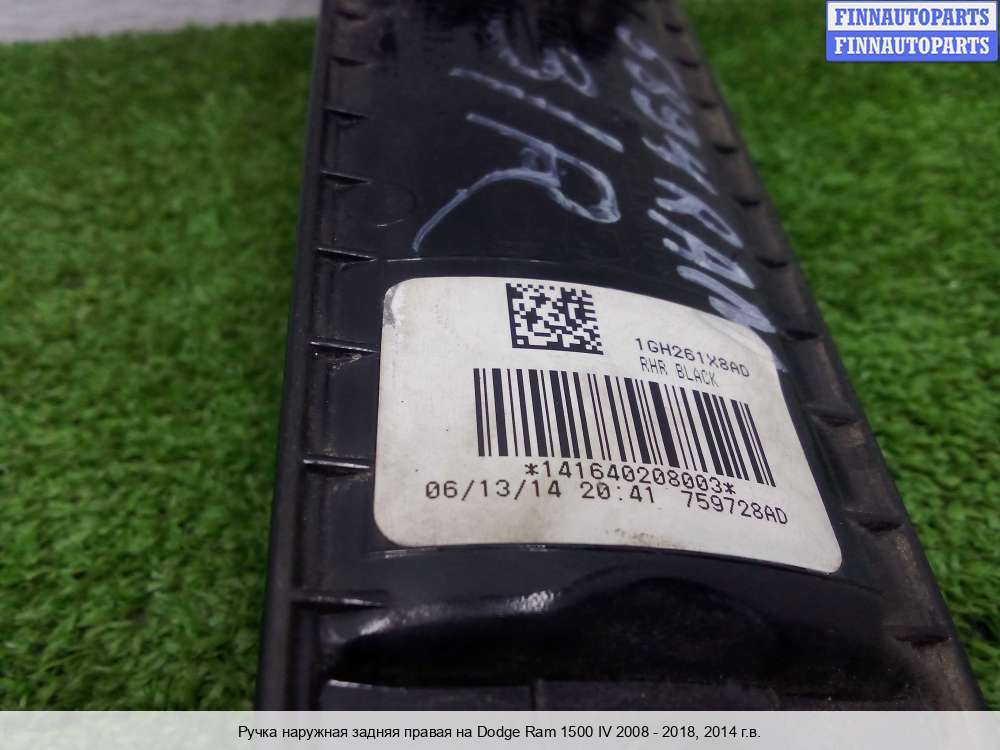 FINNAUTOPARTS
FINNAUTOPARTS
З/П
RAM
1GH261X8AD
RHR BLACK
*141640208003*
06/13/14 20:41 759728AD
Ручка наружная задняя правая на Dodge Ram 1500 IV 2008 - 2018, 2014 г.в.